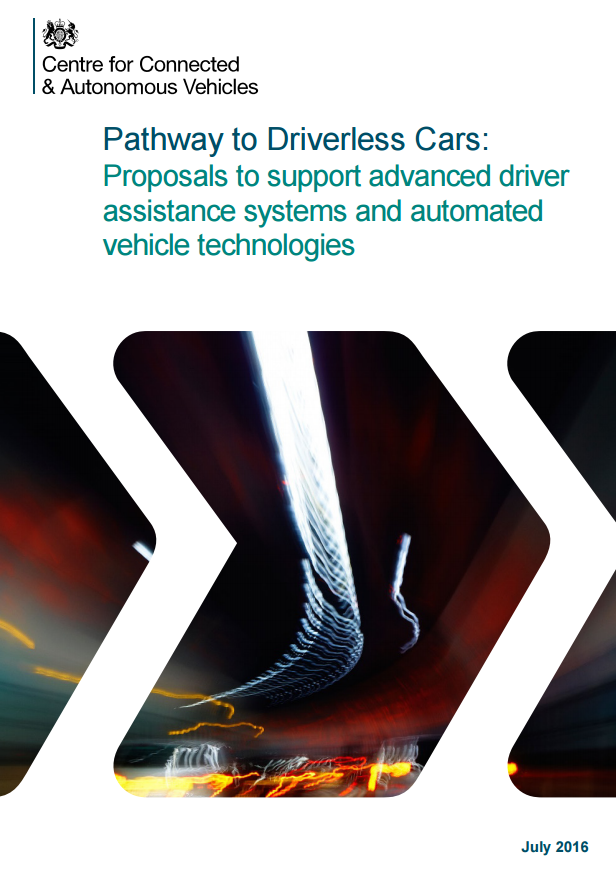 Centre for Connected
& Autonomous Vehicles
Pathway to Driverless Cars:
Proposals to support advanced driver
assistance systems and automated
vehicle technologies
July 2016